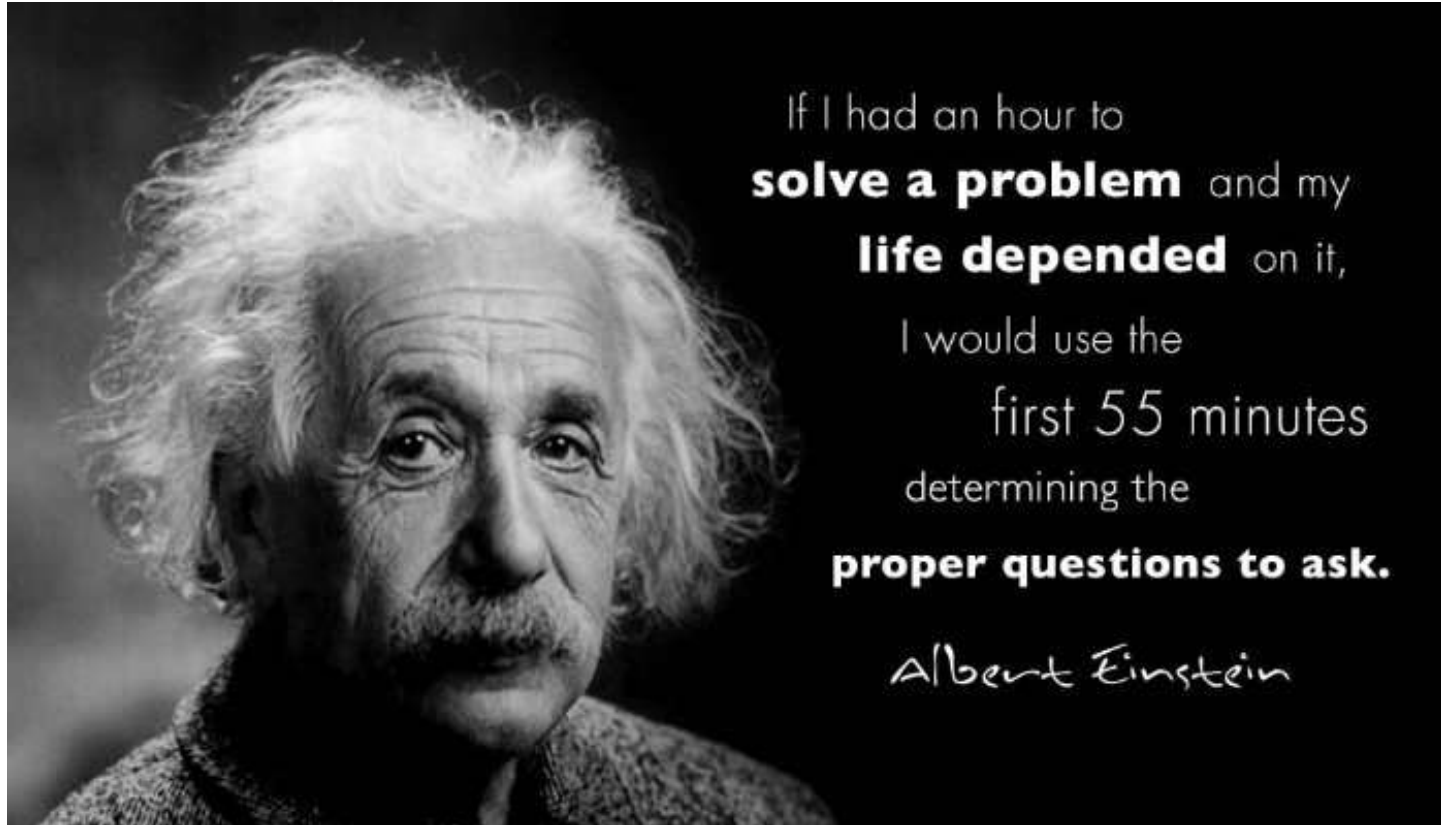 If I had an hour to
solve a problem and my
life depended on it,
I would use the
first 55 minutes
determining the
proper questions to ask.
Albert Einstein